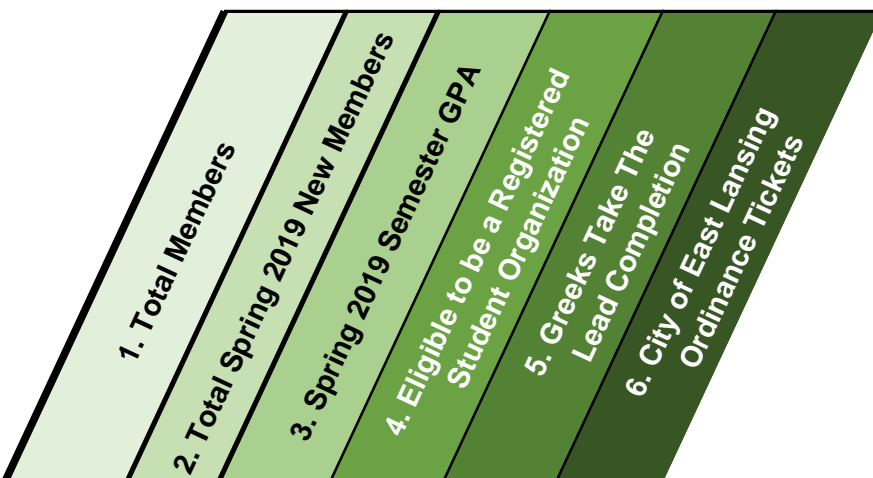 1. Total Members
2. Total Spring 2019 New Members
3. Spring 2019 Semester GPA
4. Eligible to be a Registered
Student Organization
5. Greeks Take The
Lead Completion
6. City of East Lansing
Ordinance Tickets